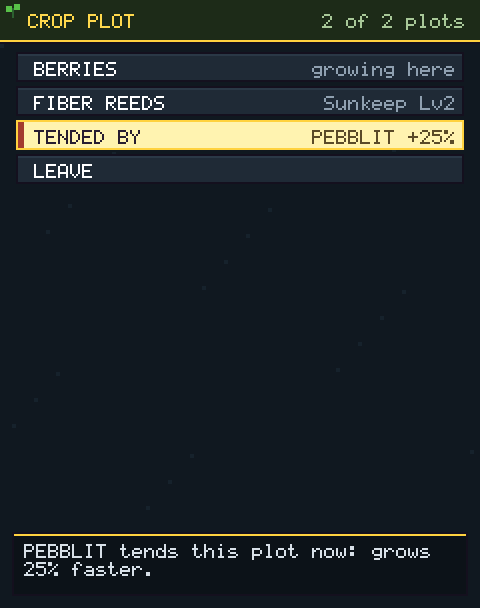 CROP PLOT 2 of 2 plots
BERRIES growing here
FIBER REEDS Sunkeep Lv2
TENDED BY PEBBLIT +25%
LEAVE
PEBBLIT tends this plot now: grows
25% faster.